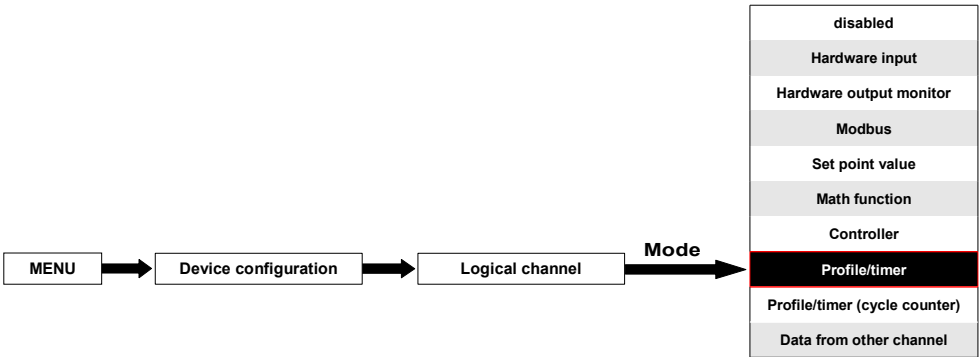 disabled
Hardware input
Hardware output monitor
Modbus
Set point value
Math function
Controller
MENU
Device configuration
Logical channel
Mode
Profile/timer
Profile/timer (cycle counter)
Data from other channel